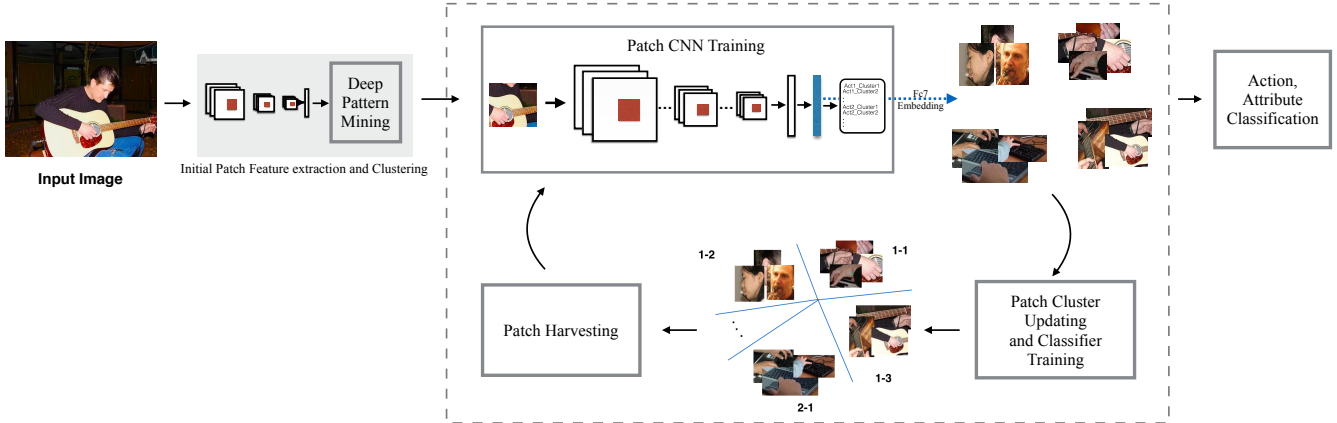 Input Image
Deep
Pattern
Mining
Initial Patch Feature extraction and Clustering
Patch CNN Training
Act1_Cluster1
Act1_Cluster2
.
:
Act2_Cluster1
Act2_Cluster2
.
:
Fc7
Embedding
Action,
Attribute
Classification
Patch Cluster
Updating
and Classifier
Training
1-1
1-2
1-3
2-1
. . .
Patch Harvesting